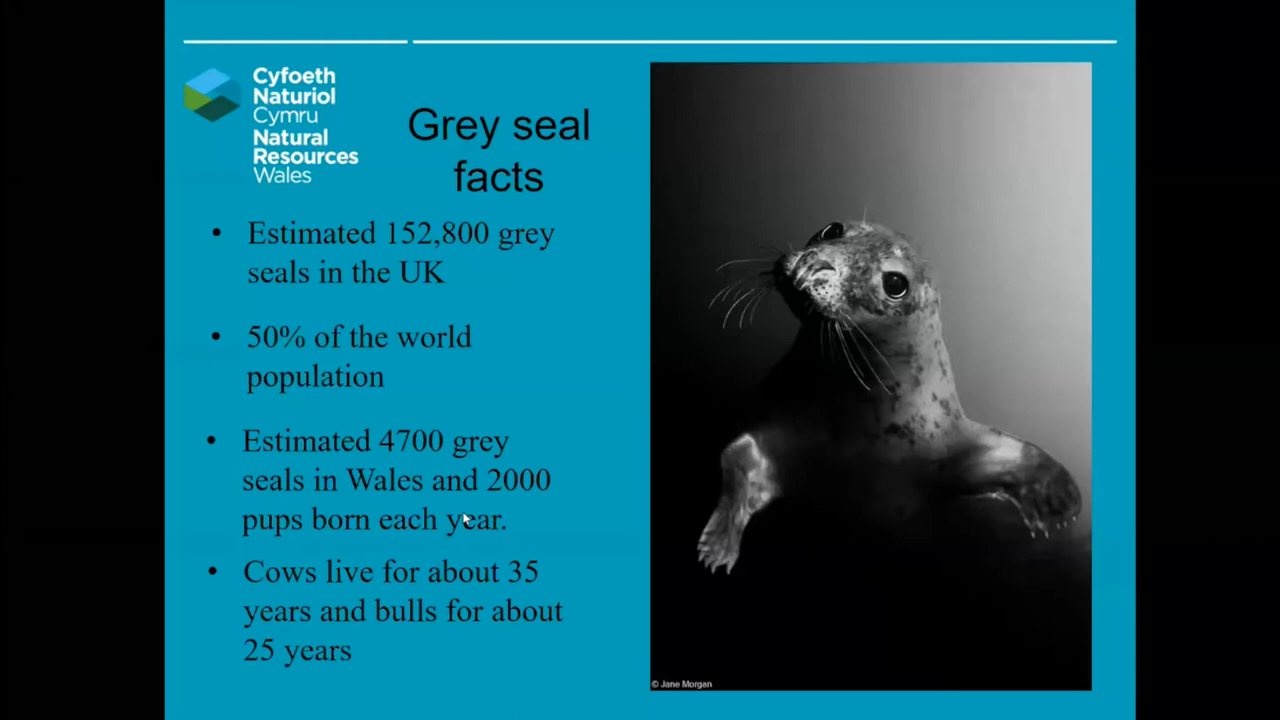 Cyfoeth
Naturiol
Cymru
Natural
Resources
Wales
Grey seal
facts
• Estimated 152,800 grey
seals in the UK
• 50% of the world
population
• Estimated 4700 grey
seals in Wales and 2000
pups born each year.
• Cows live for about 35
years and bulls for about
25 years
© Jane Morgan